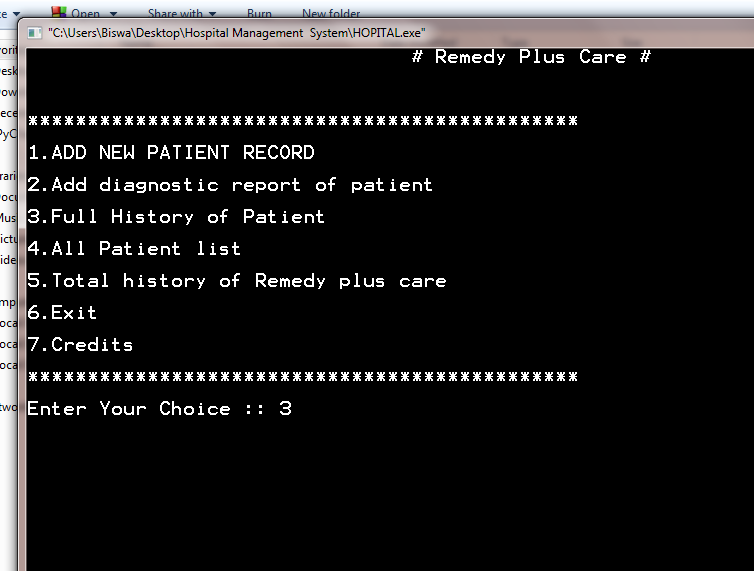 Open Share with Burn New folder
"C:\Users\Biswa\Desktop\Hospital Management  System\HOPITAL.exe"
# Remedy Plus Care #
***********************************************
1.ADD NEW PATIENT RECORD
2.Add diagnostic report of patient
3.Full History of Patient
4.All Patient list
5.Total history of Remedy plus care
6.Exit
7.Credits
***********************************************
Enter Your Choice :: 3